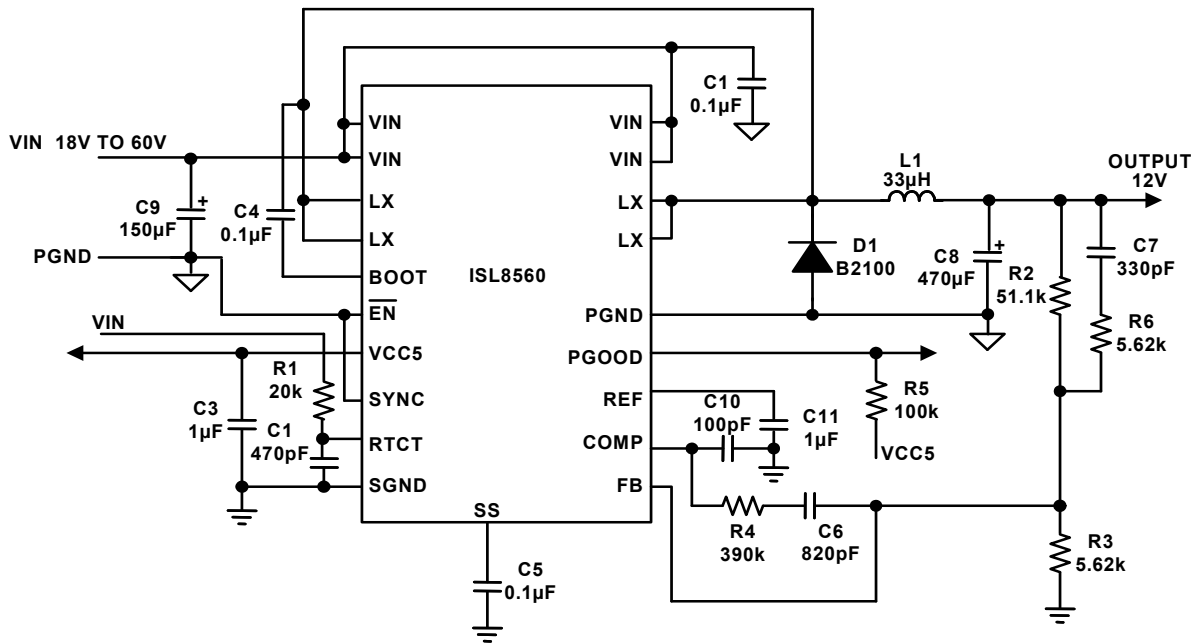 VIN 18V TO 60V
C9
150µF
+
PGND
C4
0.1µF
VIN
VIN
LX
LX
BOOT
EN
VCC5
SYNC
RTCT
SGND
SS
ISL8560
VIN
VIN
LX
LX
PGND
PGOOD
REF
COMP
FB
C1
0.1µF
VIN
R1
20k
C3
1µF
C1
470pF
C5
0.1µF
L1
33µH
OUTPUT
12V
D1
B2100
C8
470µF
+
R2
51.1k
C7
330pF
R6
5.62k
R5
100k
VCC5
C10
100pF
C11
1µF
R4
390k
C6
820pF
R3
5.62k